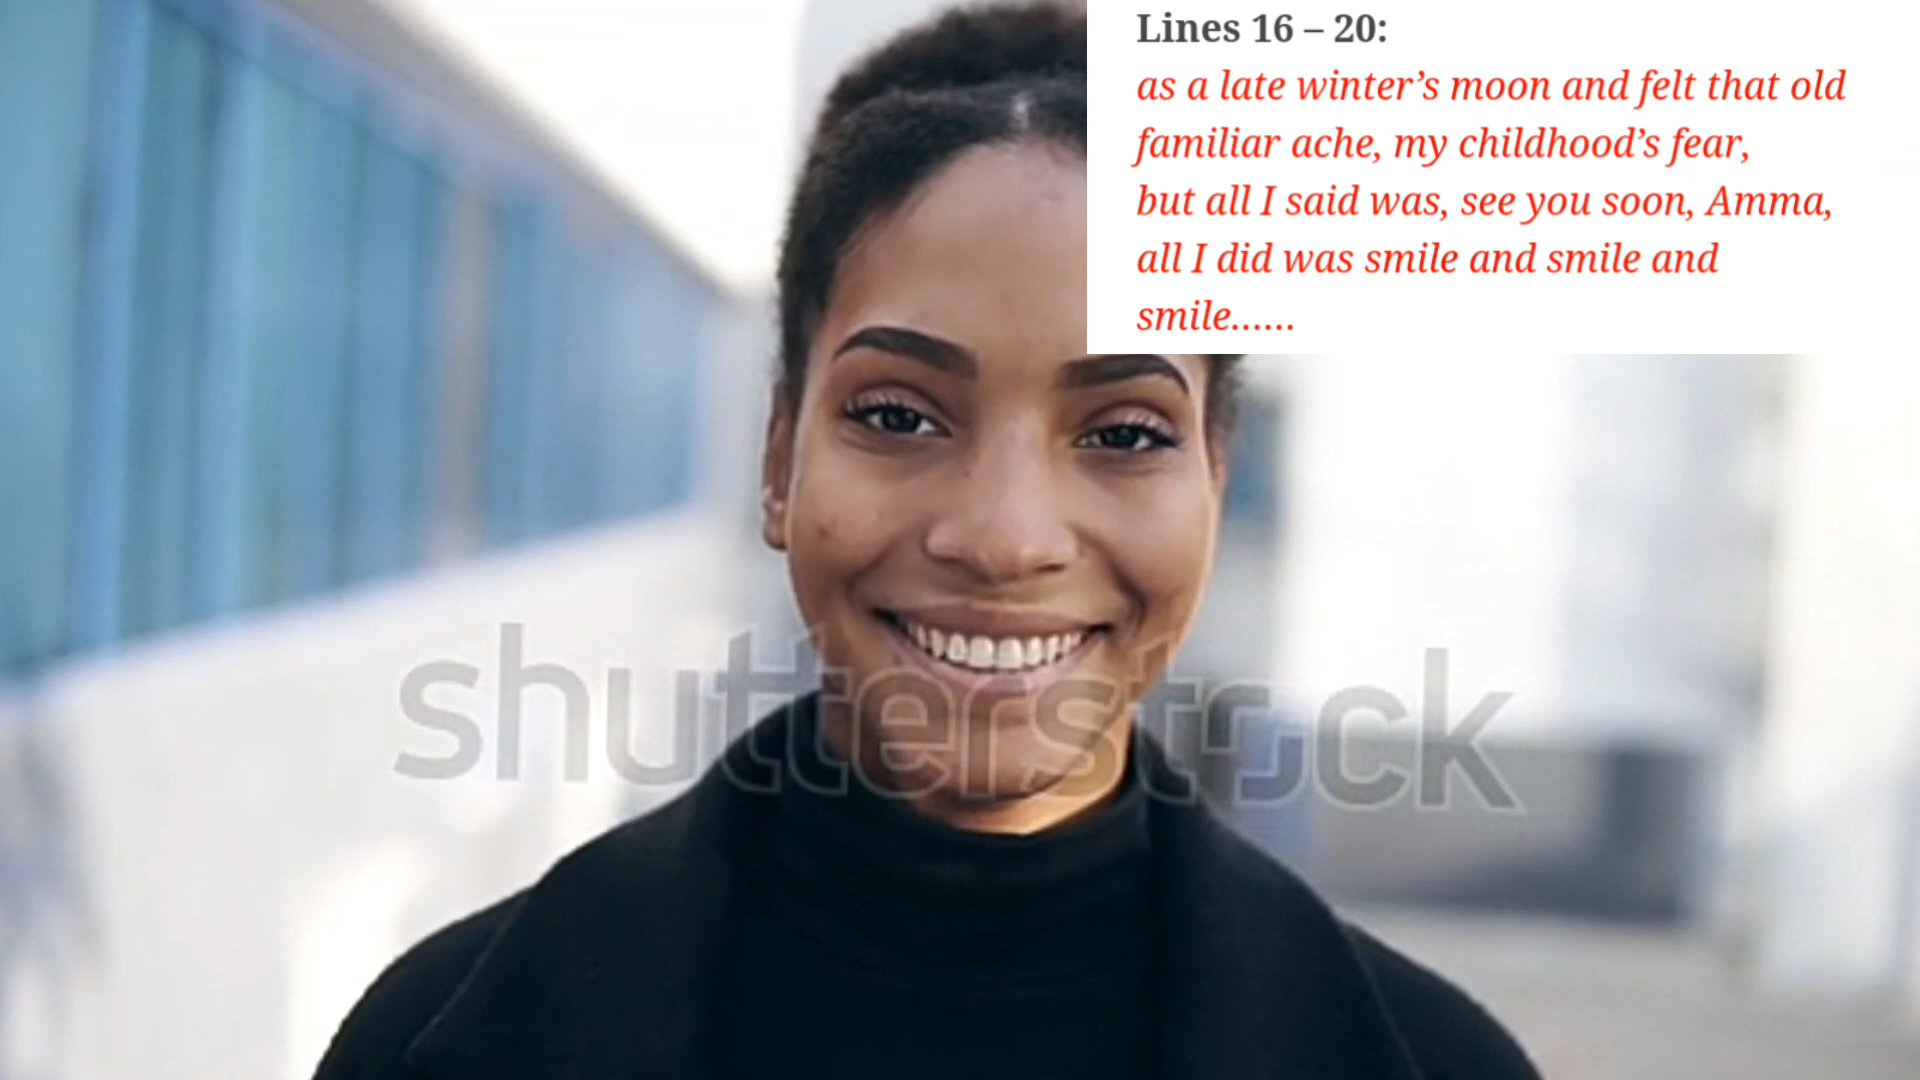 Lines 16 – 20:
as a late winter’s moon and felt that old
familiar ache, my childhood’s fear,
but all I said was, see you soon, Amma,
all I did was smile and smile and
smile......
shutterstock